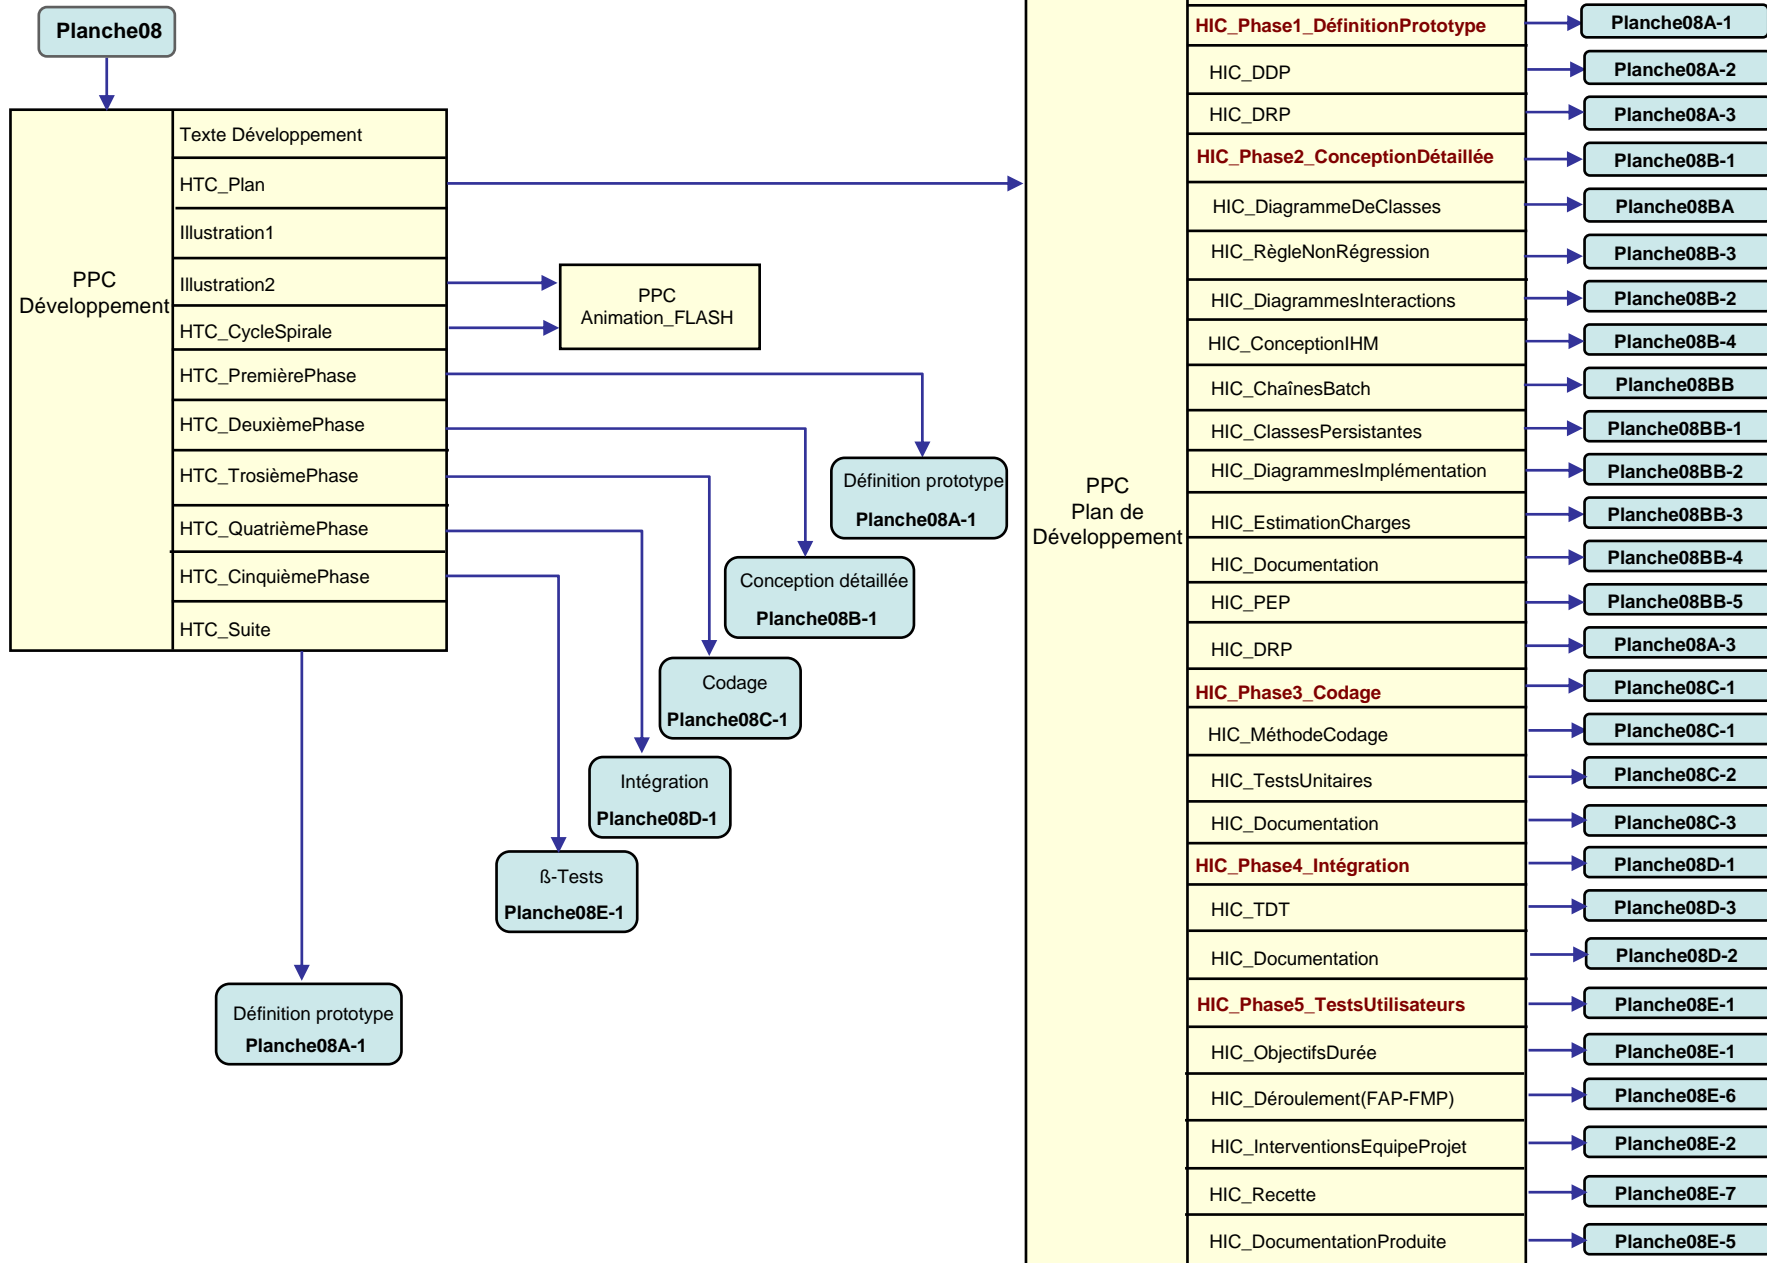 Planche08
PPC
Développement
Texte Développement
HTC_Plan
Illustration1
Illustration2
HTC_CycleSpirale
HTC_PremièrePhase
HTC_DeuxièmePhase
HTC_TrosièmePhase
HTC_QuatrièmePhase
HTC_CinquièmePhase
HTC_Suite
PPC
Animation_FLASH
Définition prototype
Planche08A-1
Conception détaillée
Planche08B-1
Codage
Planche08C-1
Intégration
Planche08D-1
ß-Tests
Planche08E-1
Définition prototype
Planche08A-1
PPC
Plan de
Développement
HIC_Phase1_DéfinitionPrototype
Planche08A-1
HIC_DDP
Planche08A-2
HIC_DRP
Planche08A-3
HIC_Phase2_ConceptionDétaillée
Planche08B-1
HIC_DiagrammeDeClasses
Planche08BA
HIC_RègleNonRégression
Planche08B-3
HIC_DiagrammesInteractions
Planche08B-2
HIC_ConceptionIHM
Planche08B-4
HIC_ChaînesBatch
Planche08BB
HIC_ClassesPersistantes
Planche08BB-1
HIC_DiagrammesImplémentation
Planche08BB-2
HIC_EstimationCharges
Planche08BB-3
HIC_Documentation
Planche08BB-4
HIC_PEP
Planche08BB-5
HIC_DRP
Planche08A-3
HIC_Phase3_Codage
Planche08C-1
HIC_MéthodeCodage
Planche08C-1
HIC_TestsUnitaires
Planche08C-2
HIC_Documentation
Planche08C-3
HIC_Phase4_Intégration
Planche08D-1
HIC_TDT
Planche08D-3
HIC_Documentation
Planche08D-2
HIC_Phase5_TestsUtilisateurs
Planche08E-1
HIC_ObjectifsDurée
Planche08E-1
HIC_Déroulement(FAP-FMP)
Planche08E-6
HIC_InterventionsEquipeProjet
Planche08E-2
HIC_Recette
Planche08E-7
HIC_DocumentationProduite
Planche08E-5